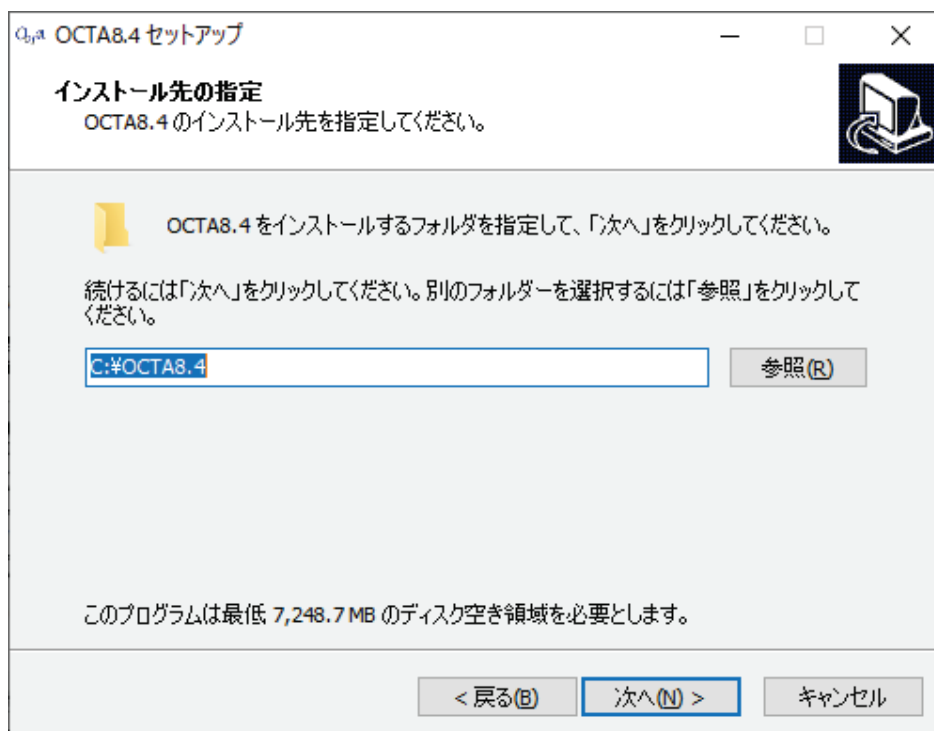 OCTA8.4 セットアップ
インストール先の指定
OCTA8.4 のインストール先を指定してください。
OCTA8.4 をインストールするフォルダを指定して、「次へ」をクリックしてください。
続けるには「次へ」をクリックしてください。別のフォルダーを選択するには「参照」をクリックして
ください。
C:¥OCTA8.4
参照(R)
このプログラムは最低 7,248.7 MB のディスク空き領域を必要とします。
< 戻る(B)
次へ(N) >
キャンセル